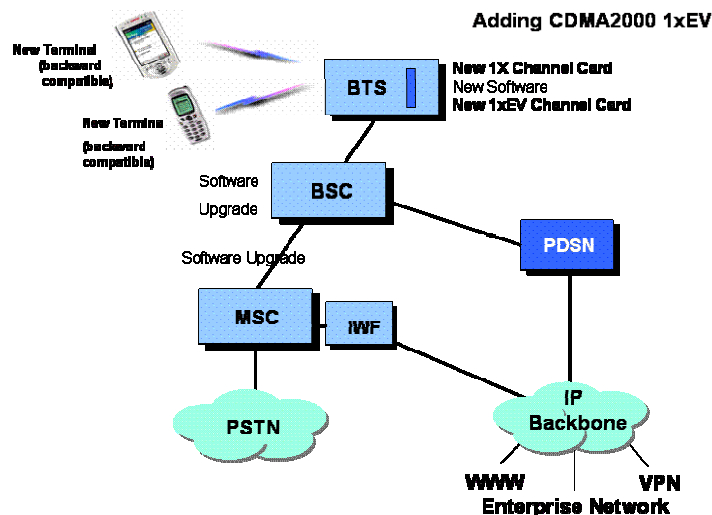 Adding CDMA2000 1xEV
New Terminal
(backward
compatible)
New Termina
(backward
compatible)
BTS
New 1X Channel Card
New Software
New 1xEV Channel Card
Software
Upgrade
BSC
PDSN
Software Upgrade
MSC
IWF
PSTN
IP
Backbone
WWW
VPN
Enterprise Network